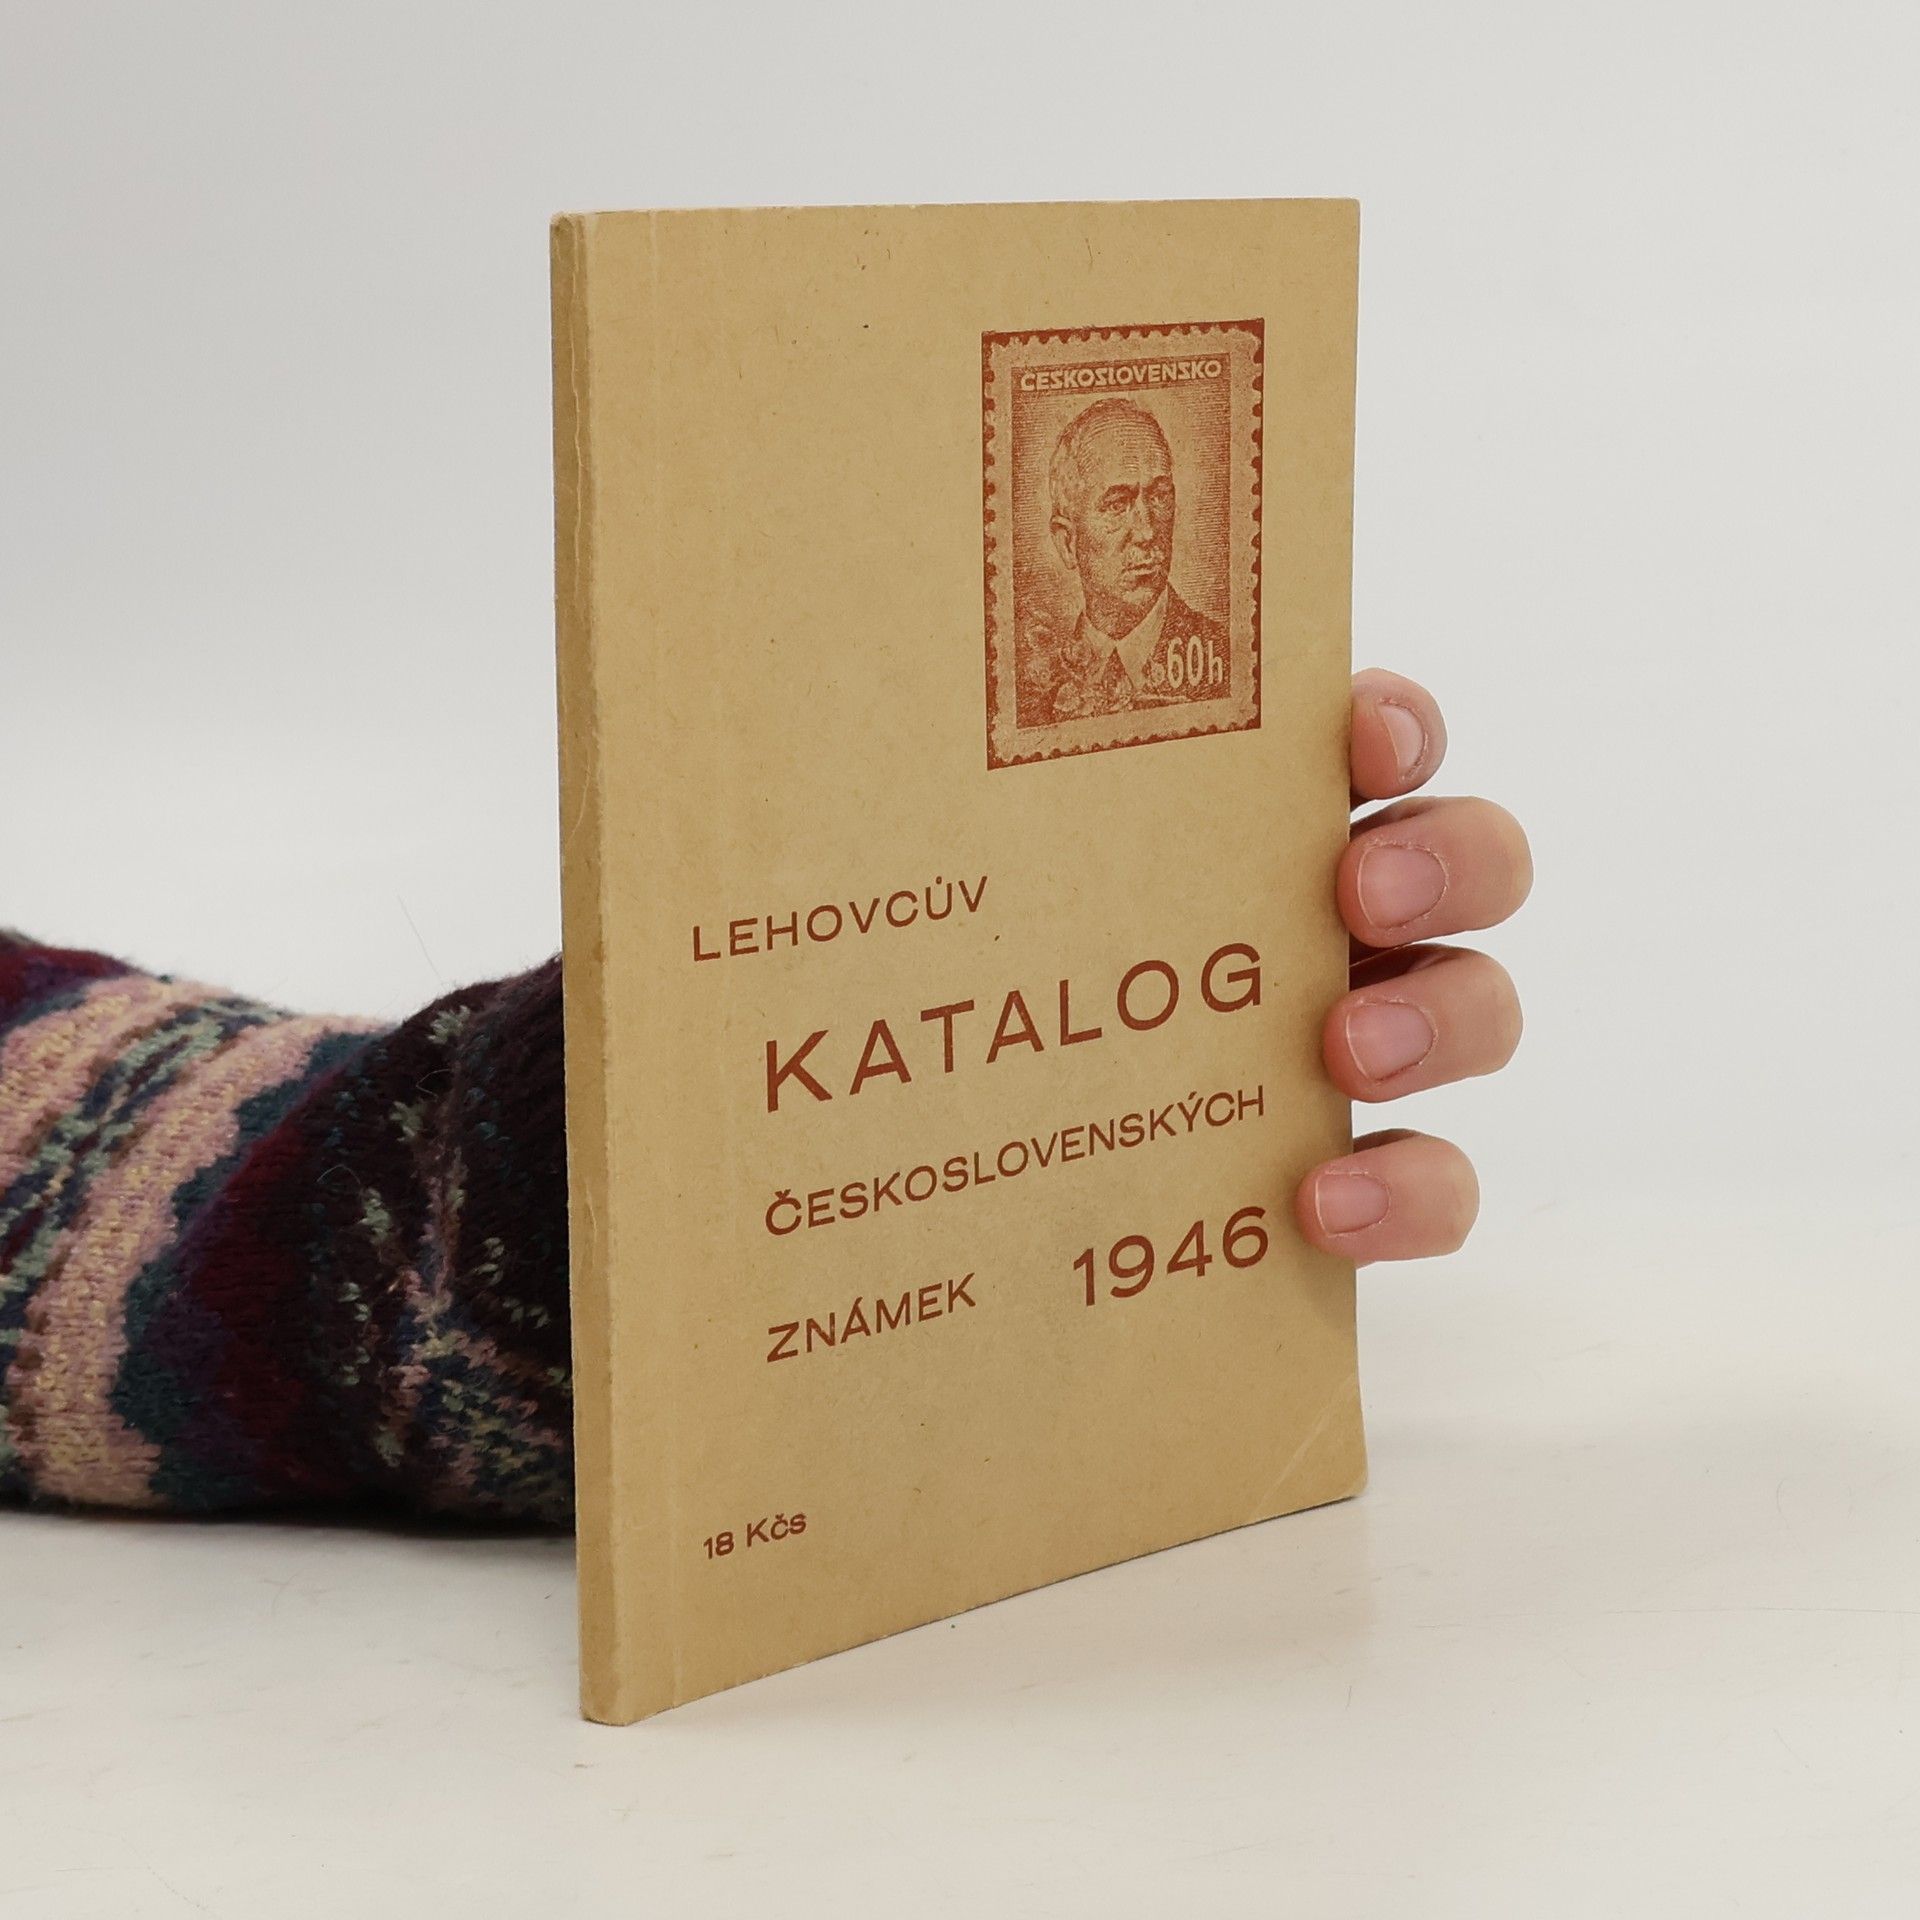 ČESKOSLOVENSKO
60h
LEHOVCŮV
KATALOG
ČESKOSLOVENSKÝCH
ZNÁMEK 1946
18 Kčs